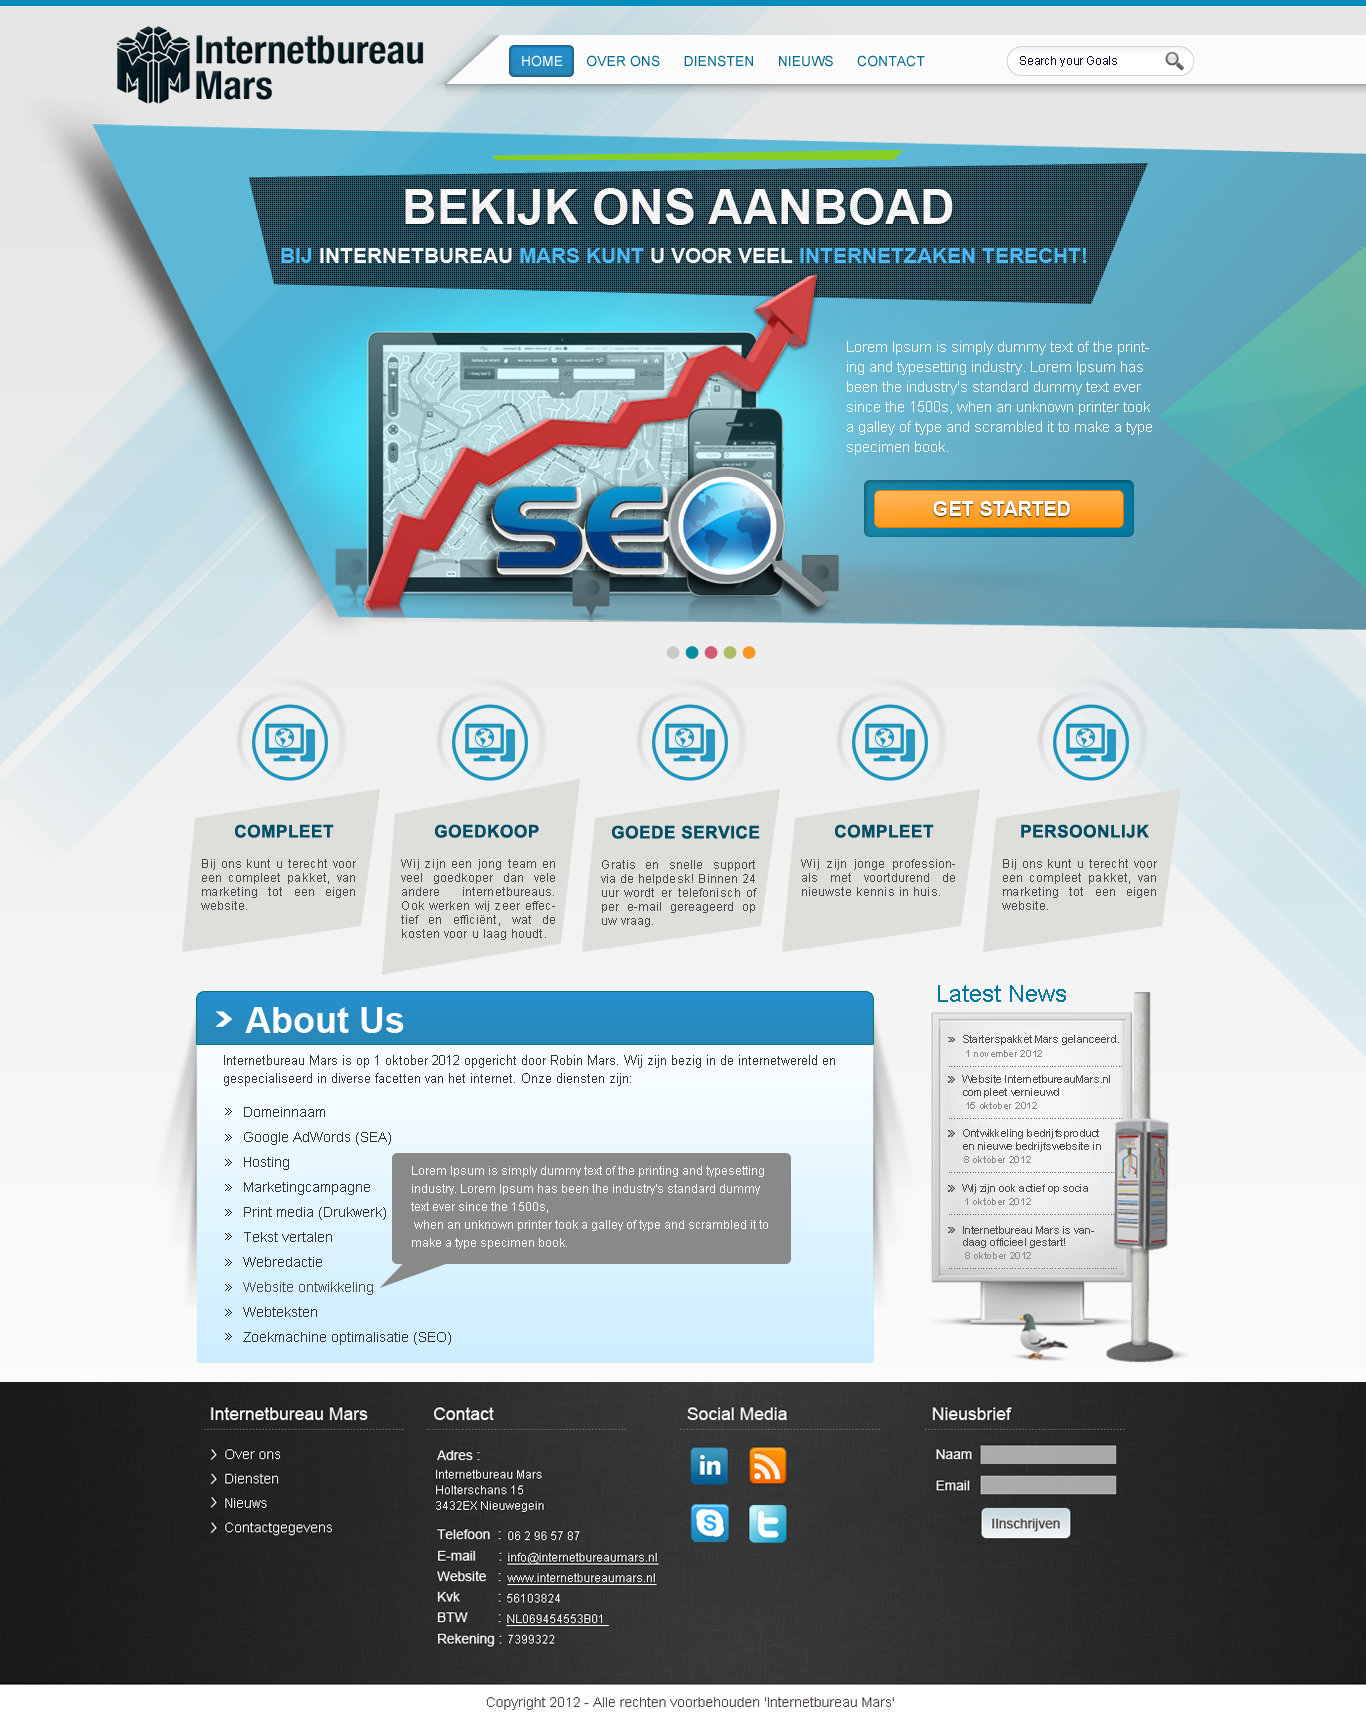 Internetbureau
Mars
HOME OVER ONS DIENSTEN NIEUWS CONTACT
Search your Goals
BEKIJK ONS AANBOAD
BIJ INTERNETBUREAU MARS KUNT U VOOR VEEL INTERNETZAKEN TERECHT!
SEO
Lorem Ipsum is simply dummy text of the print-
ing and typesetting industry. Lorem Ipsum has
been the industry's standard dummy text ever
since the 1500s, when an unknown printer took
a galley of type and scrambled it to make a type
specimen book.
GET STARTED
COMPLEET
Bij ons kunt u terecht voor
een compleet pakket, van
marketing tot een eigen
website.
GOEDKOOP
Wij zijn een jong team en
veel goedkoper dan vele
andere internetbureaus.
Ook werken wij zeer effec-
tief en efficiënt, wat de
kosten voor u laag houdt.
GOEDE SERVICE
Gratis en snelle support
via de helpdesk! Binnen 24
uur wordt er telefonisch of
per e-mail gereageerd op
uw vraag.
COMPLEET
Wij zijn jonge profession-
als met voortdurend de
nieuwste kennis in huis.
PERSOONLIJK
Bij ons kunt u terecht voor
een compleet pakket, van
marketing tot een eigen
website.
About Us
Internetbureau Mars is op 1 oktober 2012 opgericht door Robin Mars. Wij zijn bezig in de internetwereld en
gespecialiseerd in diverse facetten van het internet. Onze diensten zijn:
Domeinnaam
Google AdWords (SEA)
Hosting
Marketingcampagne
Print media (Drukwerk)
Tekst vertalen
Webredactie
Website ontwikkeling
Webteksten
Zoekmachine optimalisatie (SEO)
Lorem Ipsum is simply dummy text of the printing and typesetting
industry. Lorem Ipsum has been the industry's standard dummy
text ever since the 1500s,
when an unknown printer took a galley of type and scrambled it to
make a type specimen book.
Latest News
Starterspakket Mars gelanceerd.
1 november 2012
Website InternetbureauMars.nl
compleet vernieuwd
15 oktober 2012
Ontwikkeling bedrijfsproduct
en nieuwe bedrijfswebsite in
8 oktober 2012
Wij zijn ook actief op socia
1 oktober 2012
Internetbureau Mars is van-
daag officieel gestart!
8 oktober 2012
Internetbureau Mars
Over ons
Diensten
Nieuws
Contactgegevens
Contact
Adres :
Internetbureau Mars
Holterschans 15
3432EX Nieuwegein
Telefoon : 06 2 96 57 87
E-mail : info@internetbureaumars.nl
Website : www.internetbureaumars.nl
Kvk : 56103824
BTW : NL069454553B01
Rekening : 7399322
Social Media
in
S
t
Nieusbrief
Naam
Email
IInschrijven
Copyright 2012 - Alle rechten voorbehouden 'Internetbureau Mars'